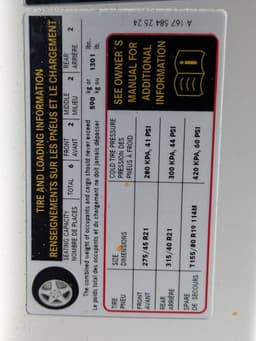 TIRE AND LOADING INFORMATION
RENSEIGNEMENTS SUR LES PNEUS ET LE CHARGEMENT
SEATING CAPACITY TOTAL 6 FRONT 2 MIDDLE 2 REAR 2
NOMBRE DE PLACES AVANT MILIEU ARRIÈRE
The combined weight of occupants and cargo should never exceed 590 kg or 1301 lbs.
Le poids total des occupants et du chargement ne doit jamais dépasser kg ou lb.
TIRE SIZE COLD TIRE PRESSURE
PNEU DIMENSIONS PRESSION DES
PNEUS À FROID
FRONT 275/45 R21 280 KPA, 41 PSI
AVANT
REAR 315/40 R21 300 KPA, 44 PSI
ARRIÈRE
SPARE T155/80 R19 114M 420 KPA, 60 PSI
DE SECOURS
SEE OWNER'S
MANUAL FOR
ADDITIONAL
INFORMATION
A 167 584 25 24